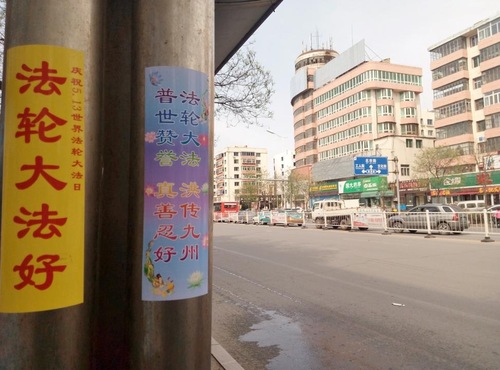 法轮大法好
庆祝5.13世界法轮大法日
法轮大法 洪传九州
普世赞誉 真善忍好